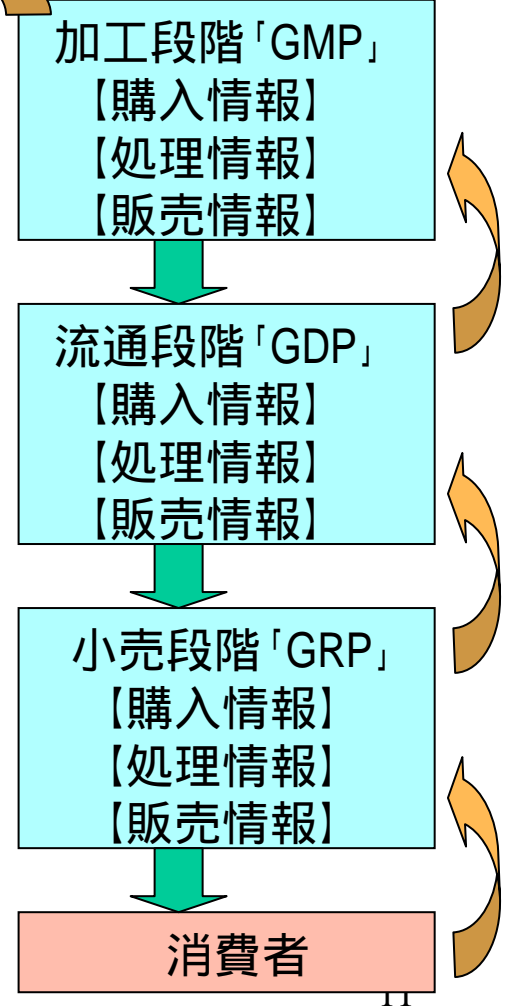 加工段階「GMP」
【購入情報】
【処理情報】
【販売情報】
流通段階「GDP」
【購入情報】
【処理情報】
【販売情報】
小売段階「GRP」
【購入情報】
【処理情報】
【販売情報】
消費者